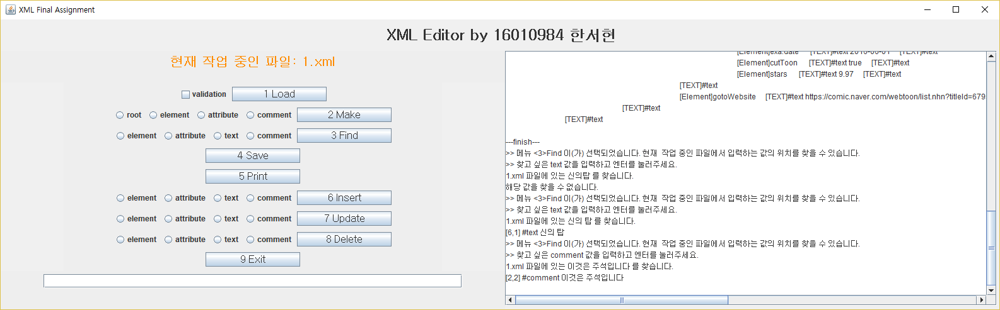 XML Final Assignment
XML Editor by 16010984 한서현
현재 작업 중인 파일: 1.xml
validation 1 Load
root element attribute comment 2 Make
element attribute text comment 3 Find
4 Save
5 Print
element attribute text comment 6 Insert
element attribute text comment 7 Update
element attribute text comment 8 Delete
9 Exit
[Element]exa:date [TEXT]#text 2018-06-01 [TEXT]#text
[Element]cutToon [TEXT]#text true [TEXT]#text
[Element]stars [TEXT]#text 9.97 [TEXT]#text
[TEXT]#text
[Element]gotoWebsite [TEXT]#text https://comic.naver.com/webtoon/list.nhn?titleId=679
[TEXT]#text
[TEXT]#text
---finish---
>> 메뉴 <3>Find 이(가) 선택되었습니다. 현재 작업 중인 파일에서 입력하는 값의 위치를 찾을 수 있습니다.
>> 찾고 싶은 text 값을 입력하고 엔터를 눌러주세요.
1.xml 파일에 있는 신의탑 를 찾습니다.
해당 값을 찾을 수 없습니다.
>> 메뉴 <3>Find 이(가) 선택되었습니다. 현재 작업 중인 파일에서 입력하는 값의 위치를 찾을 수 있습니다.
>> 찾고 싶은 text 값을 입력하고 엔터를 눌러주세요.
1.xml 파일에 있는 신의 탑 를 찾습니다.
[6,1] #text 신의 탑
>> 메뉴 <3>Find 이(가) 선택되었습니다. 현재 작업 중인 파일에서 입력하는 값의 위치를 찾을 수 있습니다.
>> 찾고 싶은 comment 값을 입력하고 엔터를 눌러주세요.
1.xml 파일에 있는 이것은 주석입니다 를 찾습니다.
[2,2] #comment 이것은 주석입니다